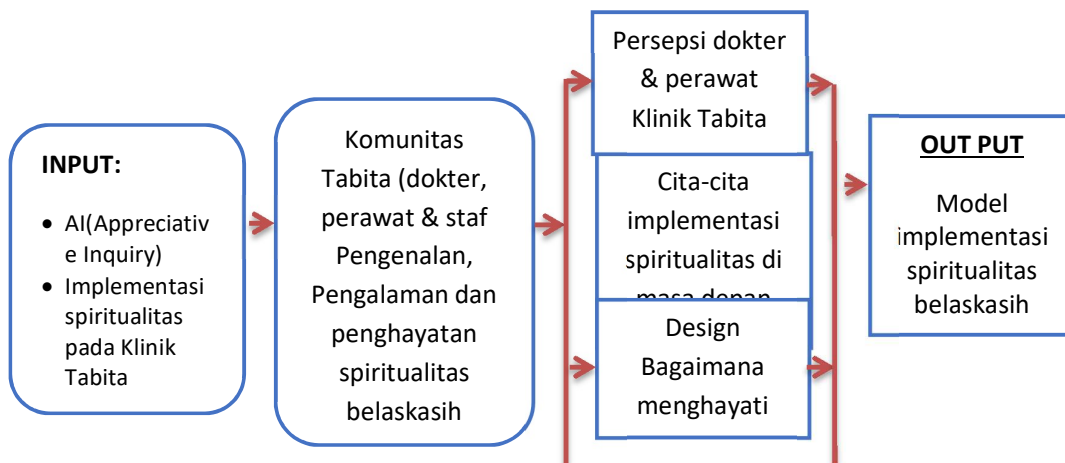 INPUT:
• AI(Appreciativ
e Inquiry)
• Implementasi
spiritualitas
pada Klinik
Tabita
Komunitas
Tabita (dokter,
perawat & staf
Pengenalan,
Pengalaman dan
penghayatan
spiritualitas
belaskasih
Persepsi dokter
& perawat
Klinik Tabita
Cita-cita
implementasi
spiritualitas di
masa depan
Design
Bagaimana
menghayati
OUT PUT
Model
implementasi
spiritualitas
belaskasih